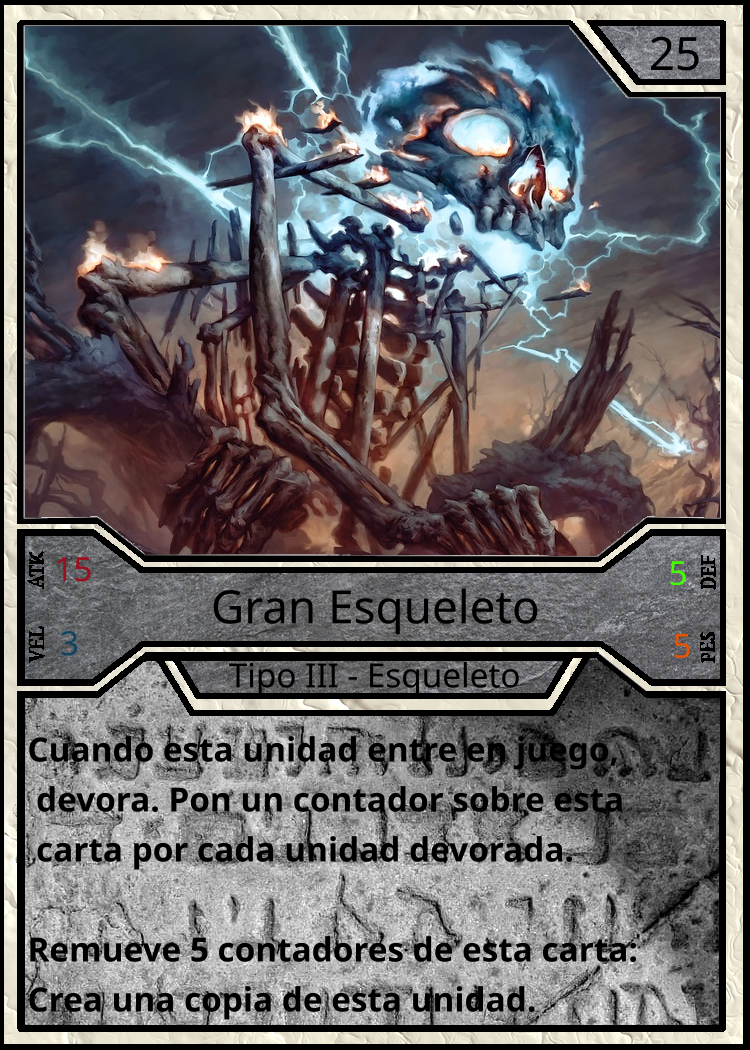 25
ATK 15
5 DEF
Gran Esqueleto
VEL 3
5 PES
Tipo III - Esqueleto
Cuando esta unidad entre en juego,
devora. Pon un contador sobre esta
carta por cada unidad devorada.
Remueve 5 contadores de esta carta:
Crea una copia de esta unidad.